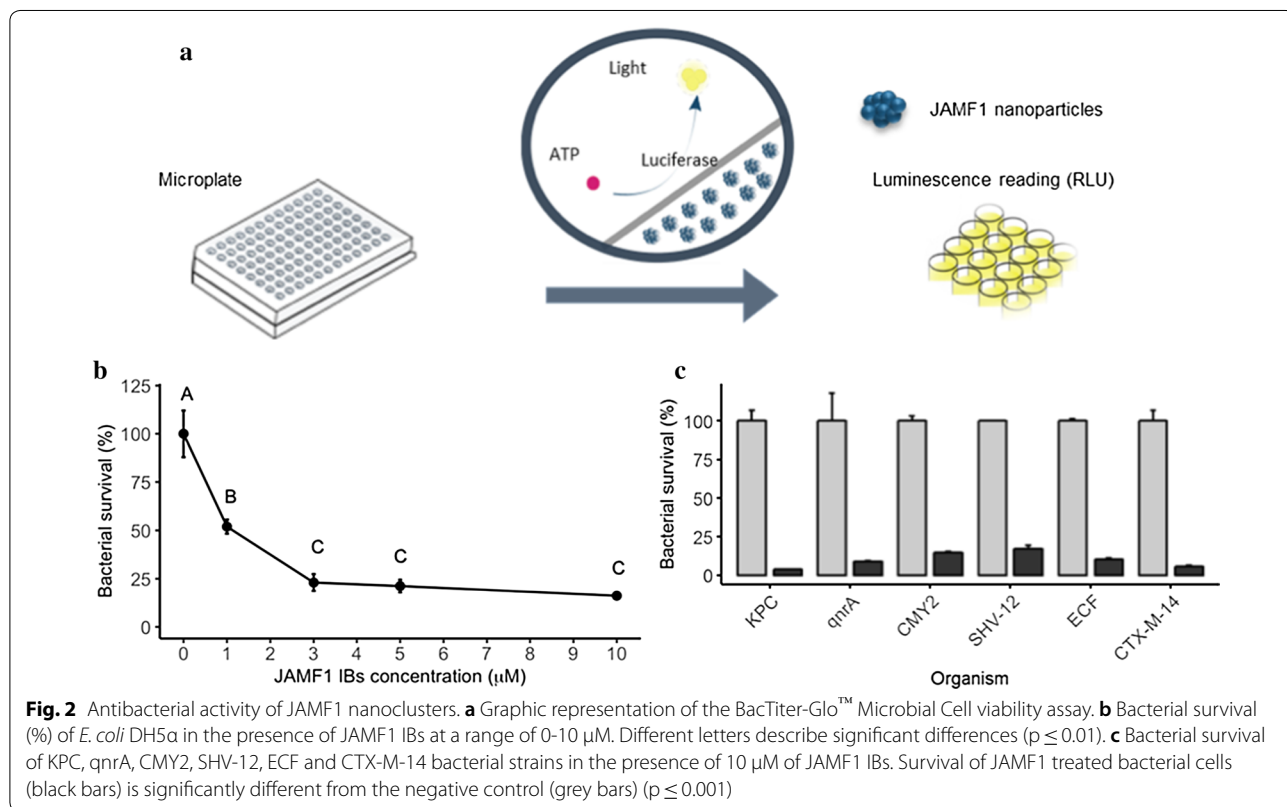 a
Light
ATP
Luciferase
Microplate
JAMF1 nanoparticles
Luminescence reading (RLU)
b
Bacterial survival (%)
125
100
75
50
25
0
A
B
C
C
C
0 1 2 3 4 5 6 7 8 9 10
JAMF1 IBs concentration (µM)
c
Bacterial survival (%)
100
75
50
25
0
KPC
qnrA
CMY2
SHV-12
ECF
CTX-M-14
Organism
Fig. 2 Antibacterial activity of JAMF1 nanoclusters. a Graphic representation of the BacTiter-Glo™ Microbial Cell viability assay. b Bacterial survival
(%) of E. coli DH5α in the presence of JAMF1 IBs at a range of 0-10 µM. Different letters describe significant differences (p ≤ 0.01). c Bacterial survival
of KPC, qnrA, CMY2, SHV-12, ECF and CTX-M-14 bacterial strains in the presence of 10 µM of JAMF1 IBs. Survival of JAMF1 treated bacterial cells
(black bars) is significantly different from the negative control (grey bars) (p ≤ 0.001)